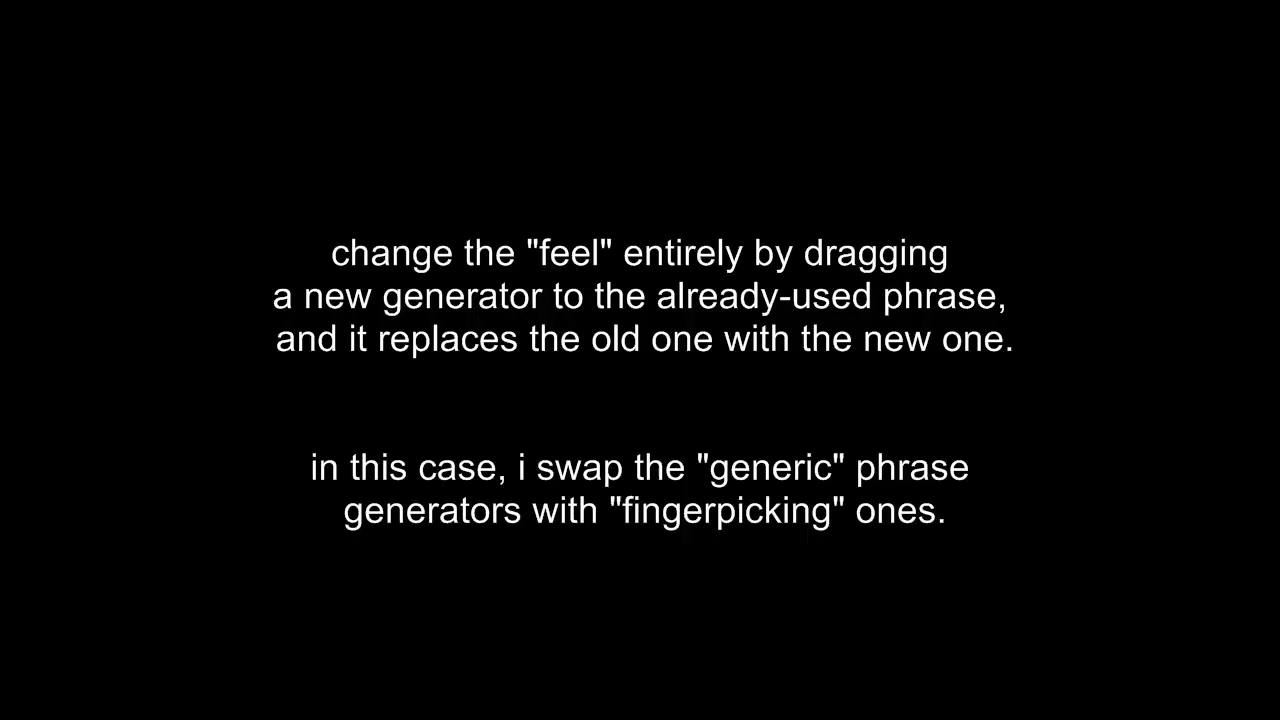 change the "feel" entirely by dragging
a new generator to the already-used phrase,
and it replaces the old one with the new one.
in this case, i swap the "generic" phrase
generators with "fingerpicking" ones.